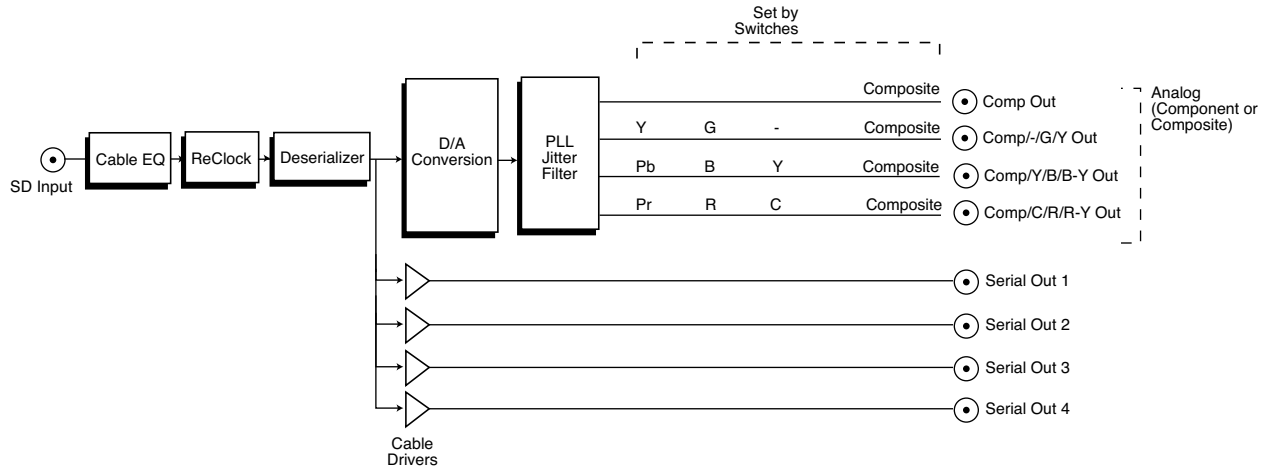 Set by
Switches
Composite
Comp Out
Analog
(Component or
Composite)
Y G - Composite
Comp/-/G/Y Out
SD Input
Cable EQ
ReClock
Deserializer
D/A
Conversion
PLL
Jitter
Filter
Pb B Y Composite
Comp/Y/B/B-Y Out
Pr R C Composite
Comp/C/R/R-Y Out
Serial Out 1
Serial Out 2
Serial Out 3
Serial Out 4
Cable
Drivers